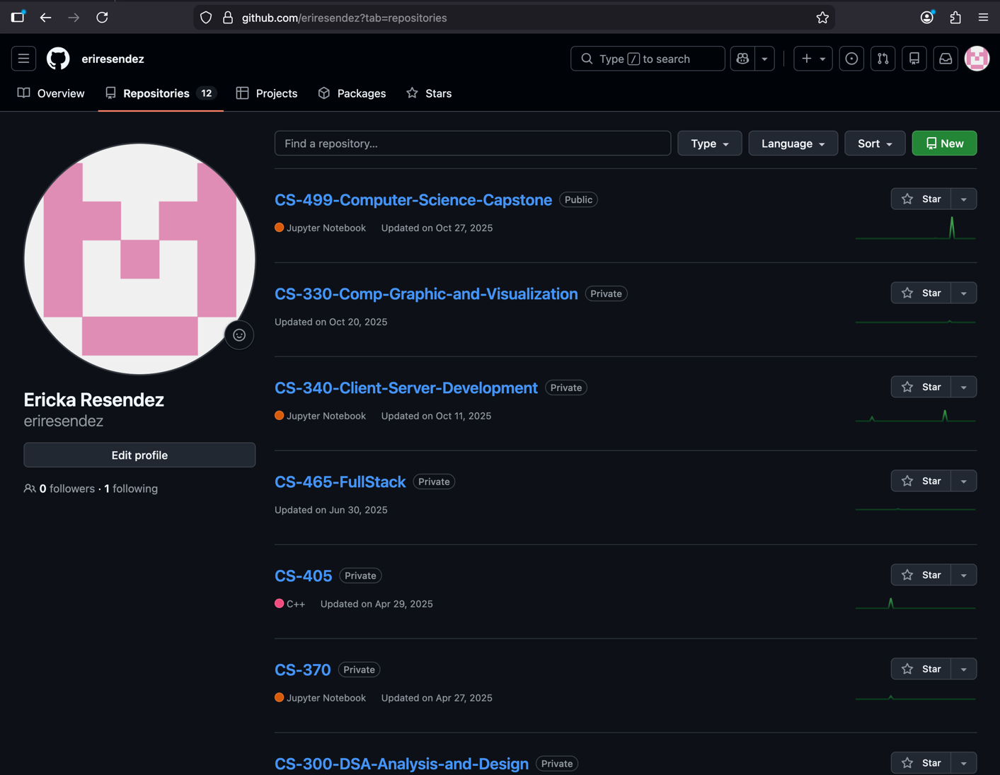 github.com/eriresendez?tab=repositories
eriresendez
Type / to search
Overview
Repositories 12
Projects
Packages
Stars
Find a repository...
Type
Language
Sort
New
Ericka Resendez
eriresendez
Edit profile
0 followers · 1 following
CS-499-Computer-Science-Capstone Public
Star
Jupyter Notebook Updated on Oct 27, 2025
CS-330-Comp-Graphic-and-Visualization Private
Star
Updated on Oct 20, 2025
CS-340-Client-Server-Development Private
Star
Jupyter Notebook Updated on Oct 11, 2025
CS-465-FullStack Private
Star
Updated on Jun 30, 2025
CS-405 Private
Star
C++ Updated on Apr 29, 2025
CS-370 Private
Star
Jupyter Notebook Updated on Apr 27, 2025
CS-300-DSA-Analysis-and-Design Private
Star